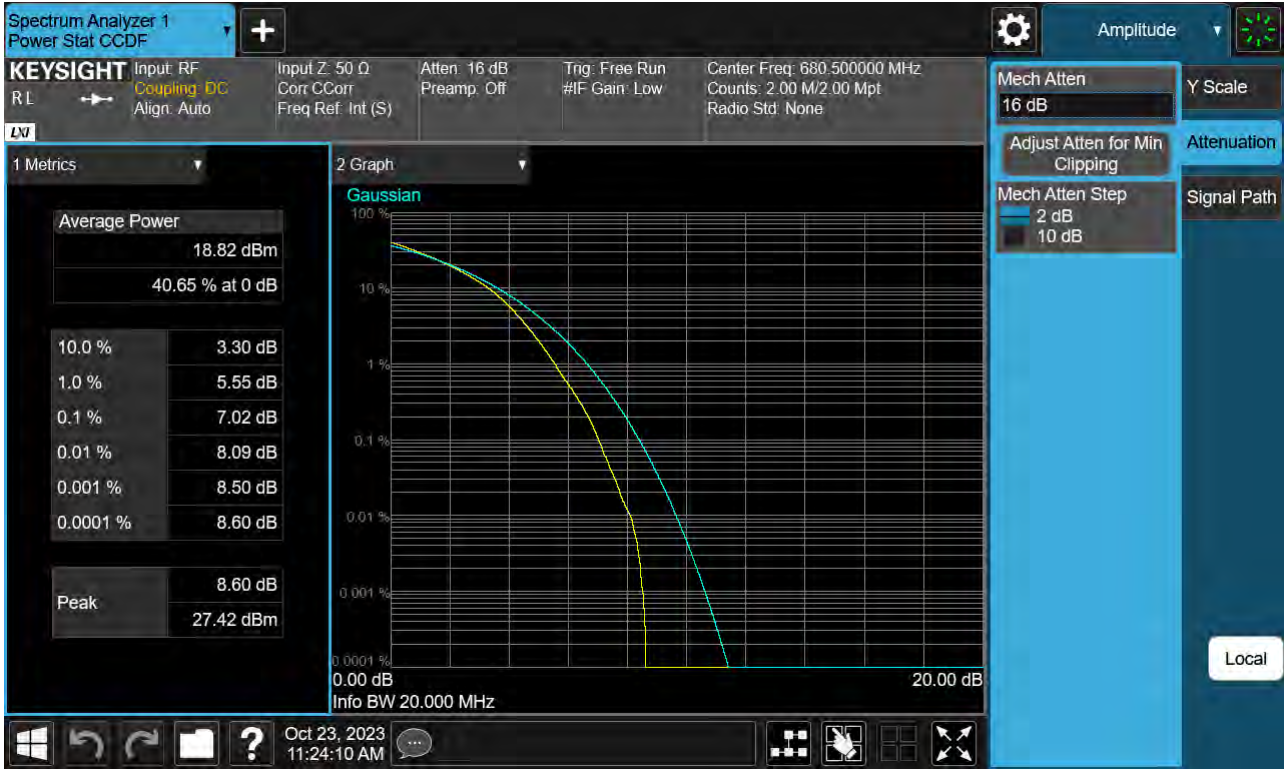 Spectrum Analyzer 1
Power Stat CCDF
Amplitude
KEYSIGHT
R L
LXI
Input: RF
Coupling: DC
Align: Auto
Input Z: 50 Ω
Corr CCorr
Freq Ref: Int (S)
Atten: 16 dB
Preamp: Off
Trig: Free Run
#IF Gain: Low
Center Freq: 680.500000 MHz
Counts: 2.00 M/2.00 Mpt
Radio Std: None
1 Metrics
Average Power
18.82 dBm
40.65 % at 0 dB
10.0 % 3.30 dB
1.0 % 5.55 dB
0.1 % 7.02 dB
0.01 % 8.09 dB
0.001 % 8.50 dB
0.0001 % 8.60 dB
Peak
8.60 dB
27.42 dBm
2 Graph
Gaussian
100 %
10 %
1 %
0.1 %
0.01 %
0.001 %
0.0001 %
0.00 dB 20.00 dB
Info BW 20.000 MHz
Mech Atten
16 dB
Adjust Atten for Min
Clipping
Mech Atten Step
2 dB
10 dB
Y Scale
Attenuation
Signal Path
Local
?
Oct 23, 2023
11:24:10 AM